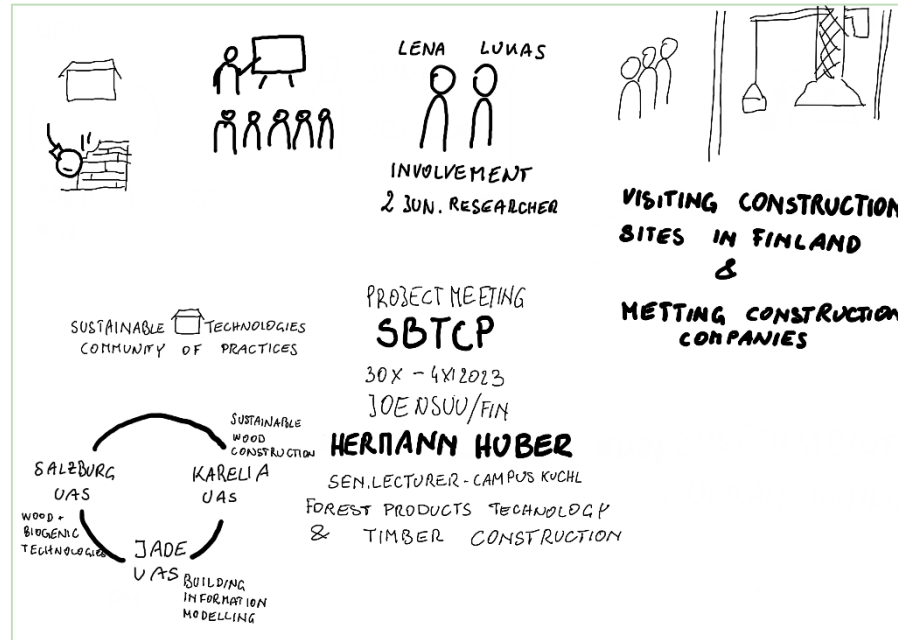 LENA LUKAS
INVOLVEMENT
2 JUN. RESEARCHER
VISITING CONSTRUCTION
SITES IN FINLAND
&
METTING CONSTRUCTION
COMPANIES
PROJECT MEETING
SBTCP
30X - 4XI2023
JOENSUU/FIN
HERMANN HUBER
SEN.LECTURER - CAMPUS KUCHL
FOREST PRODUCTS TECHNOLOGY
& TIMBER CONSTRUCTION
SUSTAINABLE TECHNOLOGIES
COMMUNITY OF PRACTICES
SALZBURG
UAS
WOOD +
BIOGENIC
TECHNOLOGIES
SUSTAINABLE
WOOD
CONSTRUCTION
KARELIA
UAS
JADE
UAS
BUILDING
INFORMATION
MODELLING